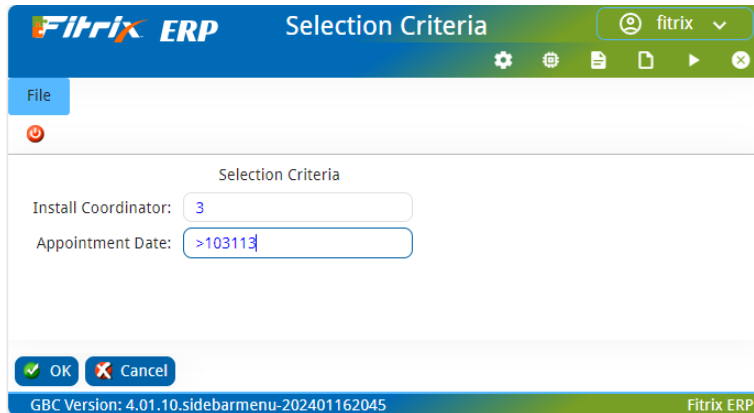 Fitrix ERP Selection Criteria fitrix
File
Selection Criteria
Install Coordinator: 3
Appointment Date: >103113
OK Cancel
GBC Version: 4.01.10.sidebarmenu-202401162045 Fitrix ERP